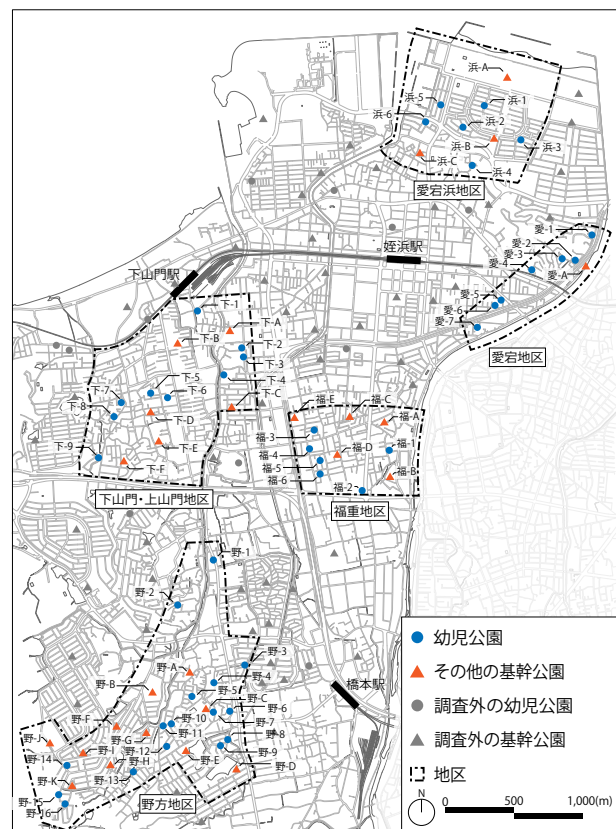 浜-A
浜-5
浜-1
浜-6
浜-2
浜-B
浜-3
浜-C
浜-4
愛宕浜地区
愛-1
姪浜駅
愛-2
愛-3
愛-4
愛-A
下山門駅
愛-5
愛-6
愛-7
愛宕地区
下-1
下-A
下-B
下-2
下-3
下-4
下-5
下-6
下-7
下-8
下-C
下-D
下-E
下-9
下-F
下山門・上山門地区
福-E
福-C
福-A
福-3
福-1
福-4
福-D
福-5
福-B
福-6
福-2
福重地区
野-1
野-2
野-3
野-A
野-4
橋本駅
野-B
野-5
野-C
野-6
野-F
野-10
野-7
野-J
野-G
野-11
野-8
野-I
野-12
野-9
野-14
野-H
野-E
野-D
野-K
野-13
野-15
野-16
野方地区
幼児公園
その他の基幹公園
調査外の幼児公園
調査外の基幹公園
地区
N
0 500 1,000(m)